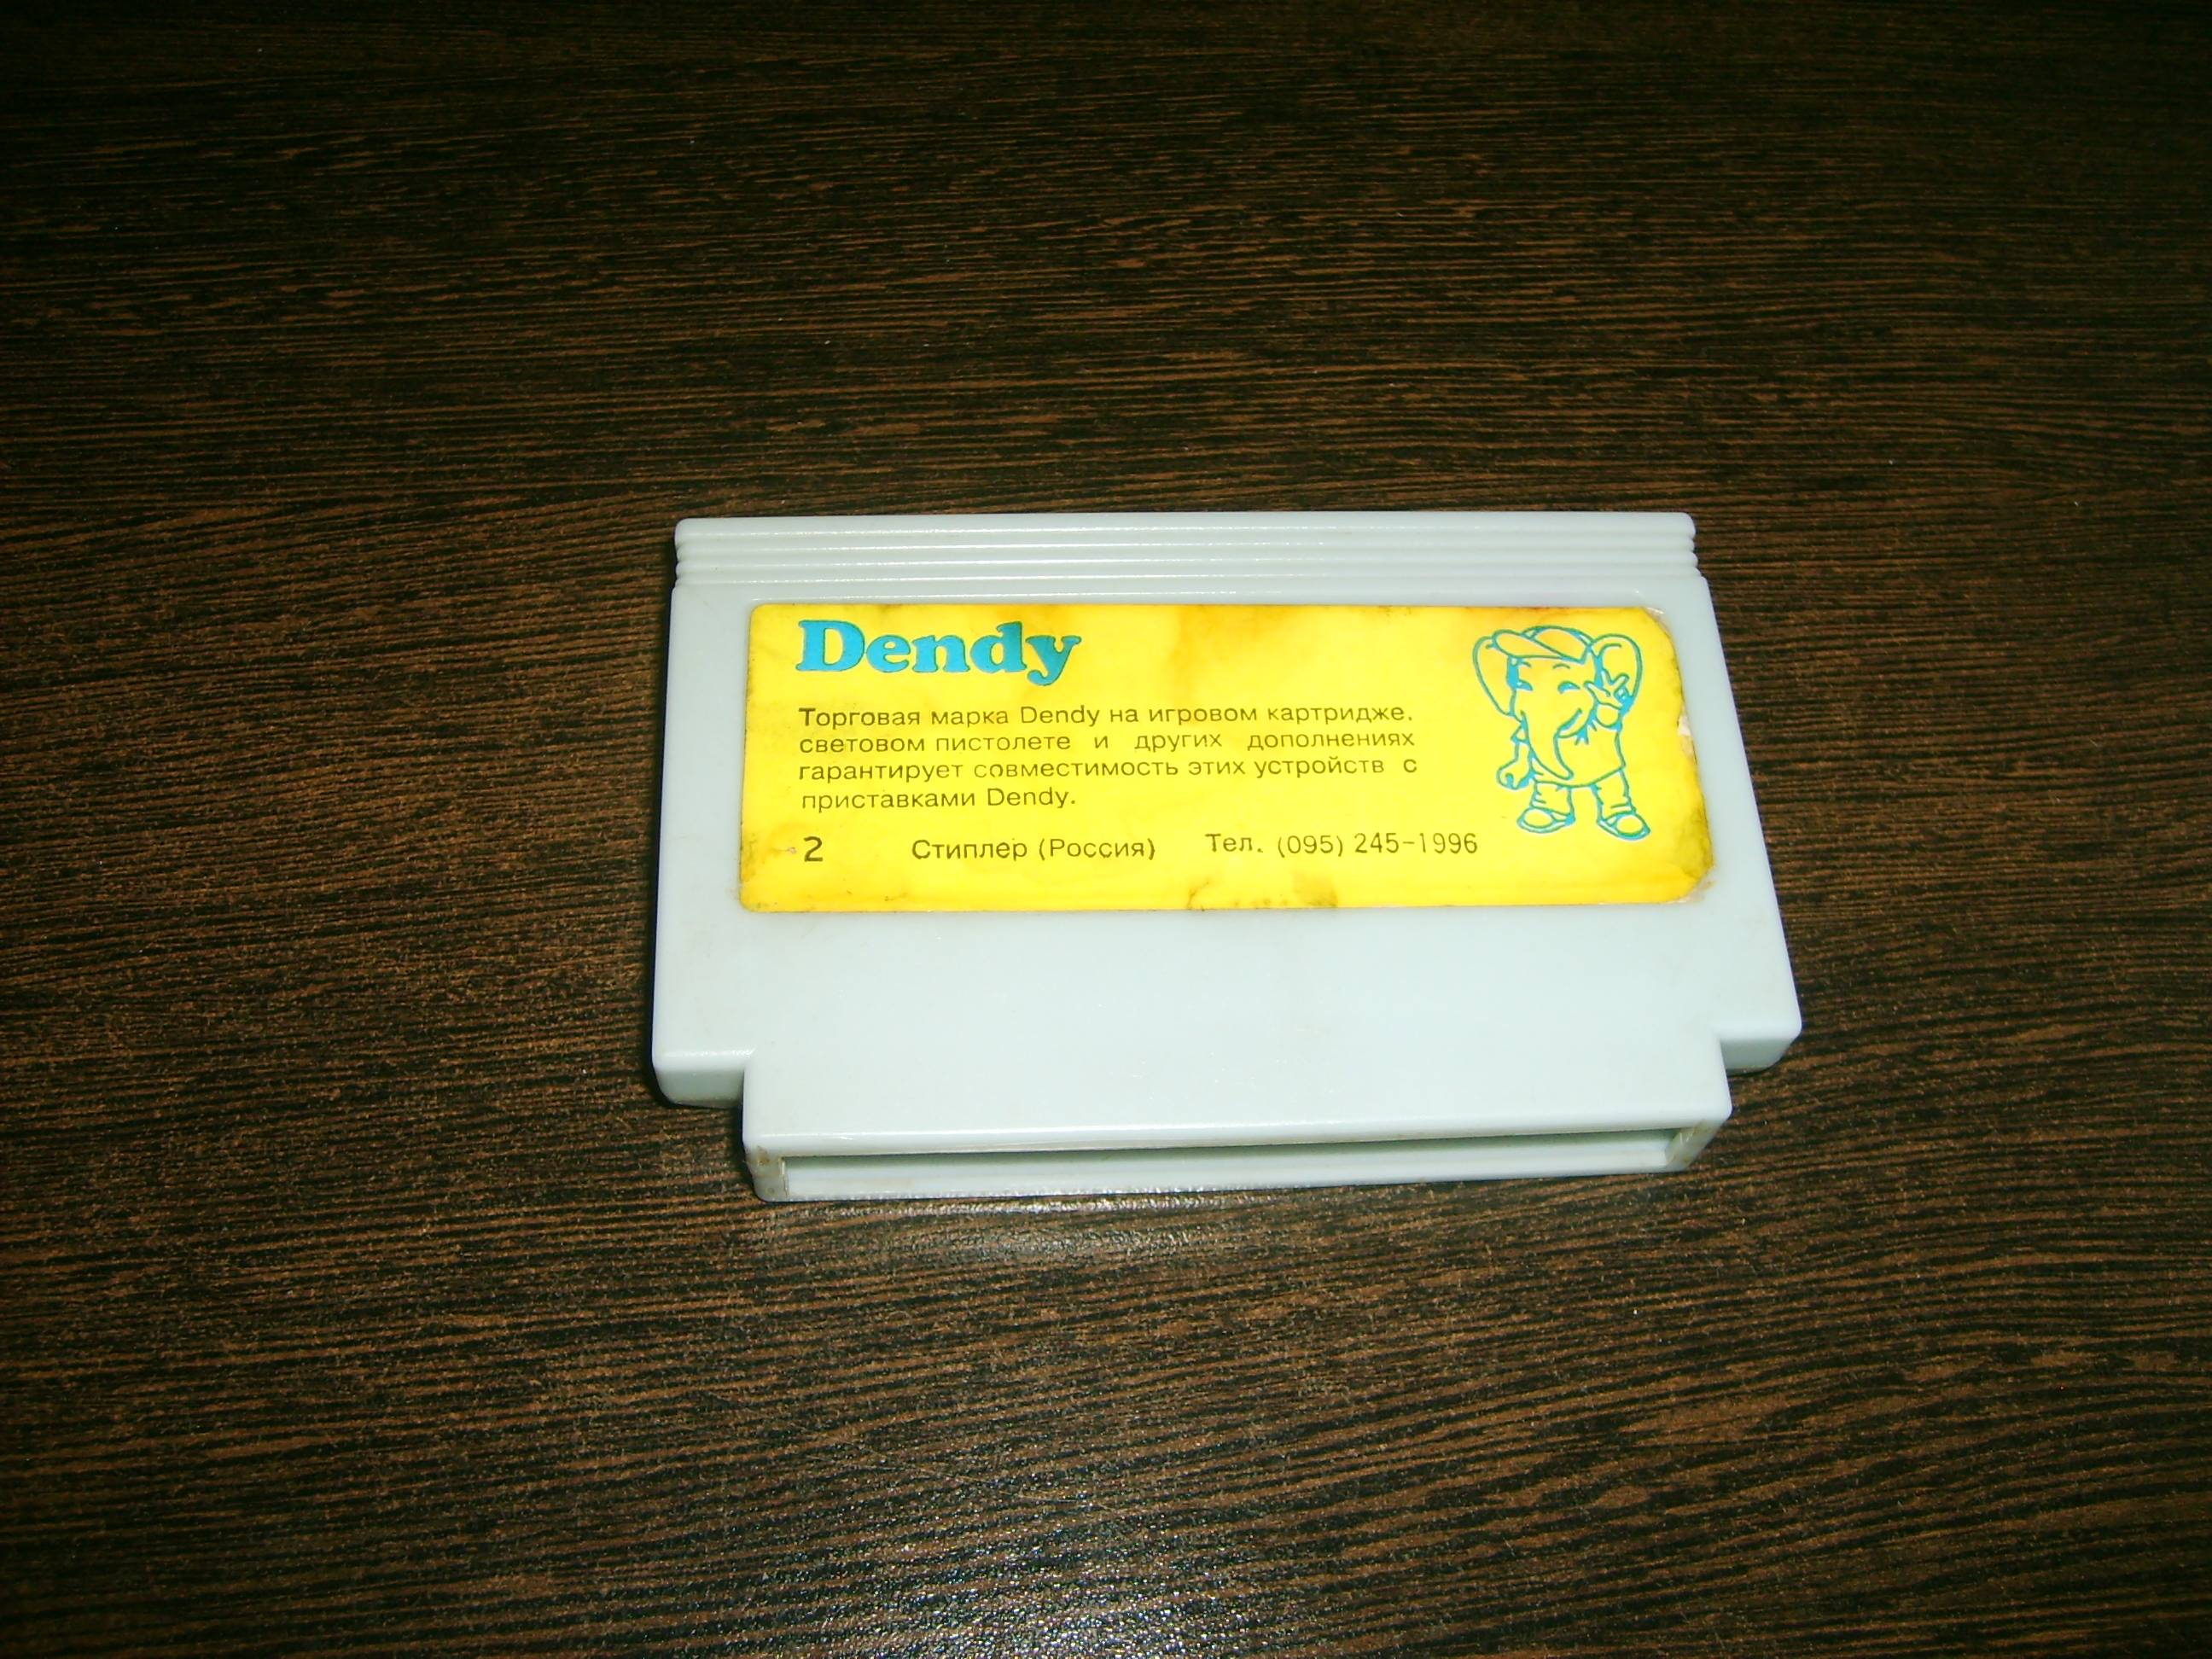 Dendy
Торговая марка Dendy на игровом картридже,
световом пистолете и других дополнениях
гарантирует совместимость этих устройств с
приставками Dendy.
2 Стиплер (Россия) Тел. (095) 245-1996